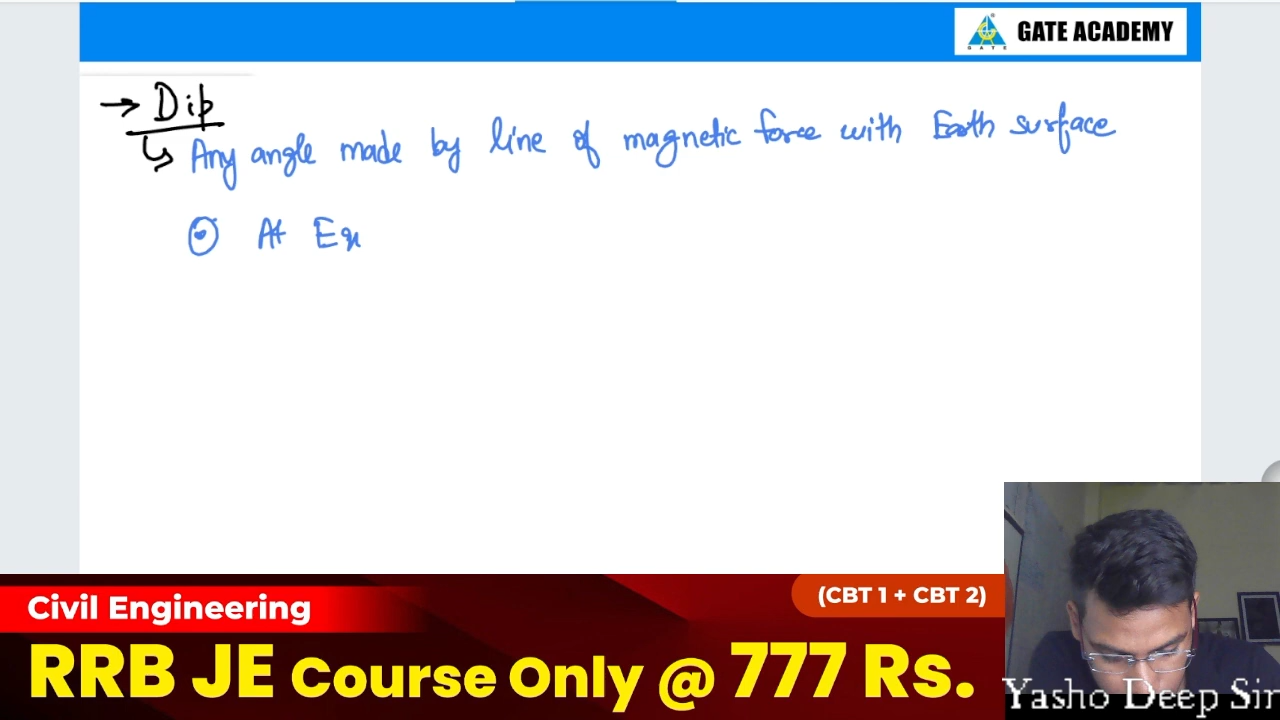 GATE ACADEMY
GATE
→ Dip
↳ Any angle made by line of magnetic force with Earth surface
⊙ At Eq
Civil Engineering
(CBT 1 + CBT 2)
RRB JE Course Only @ 777 Rs.
Yasho Deep Sir